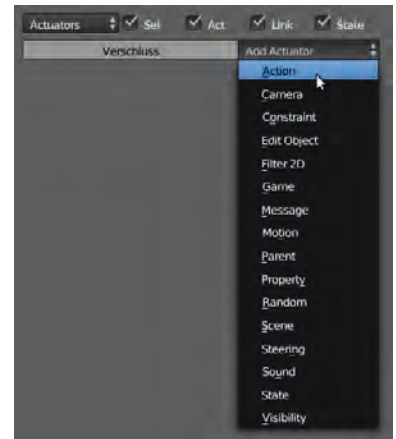 Actuators Sel Act Link State
Verschluss Add Actuator
Action
Camera
Constraint
Edit Object
Filter 2D
Game
Message
Motion
Parent
Property
Random
Scene
Steering
Sound
State
Visibility